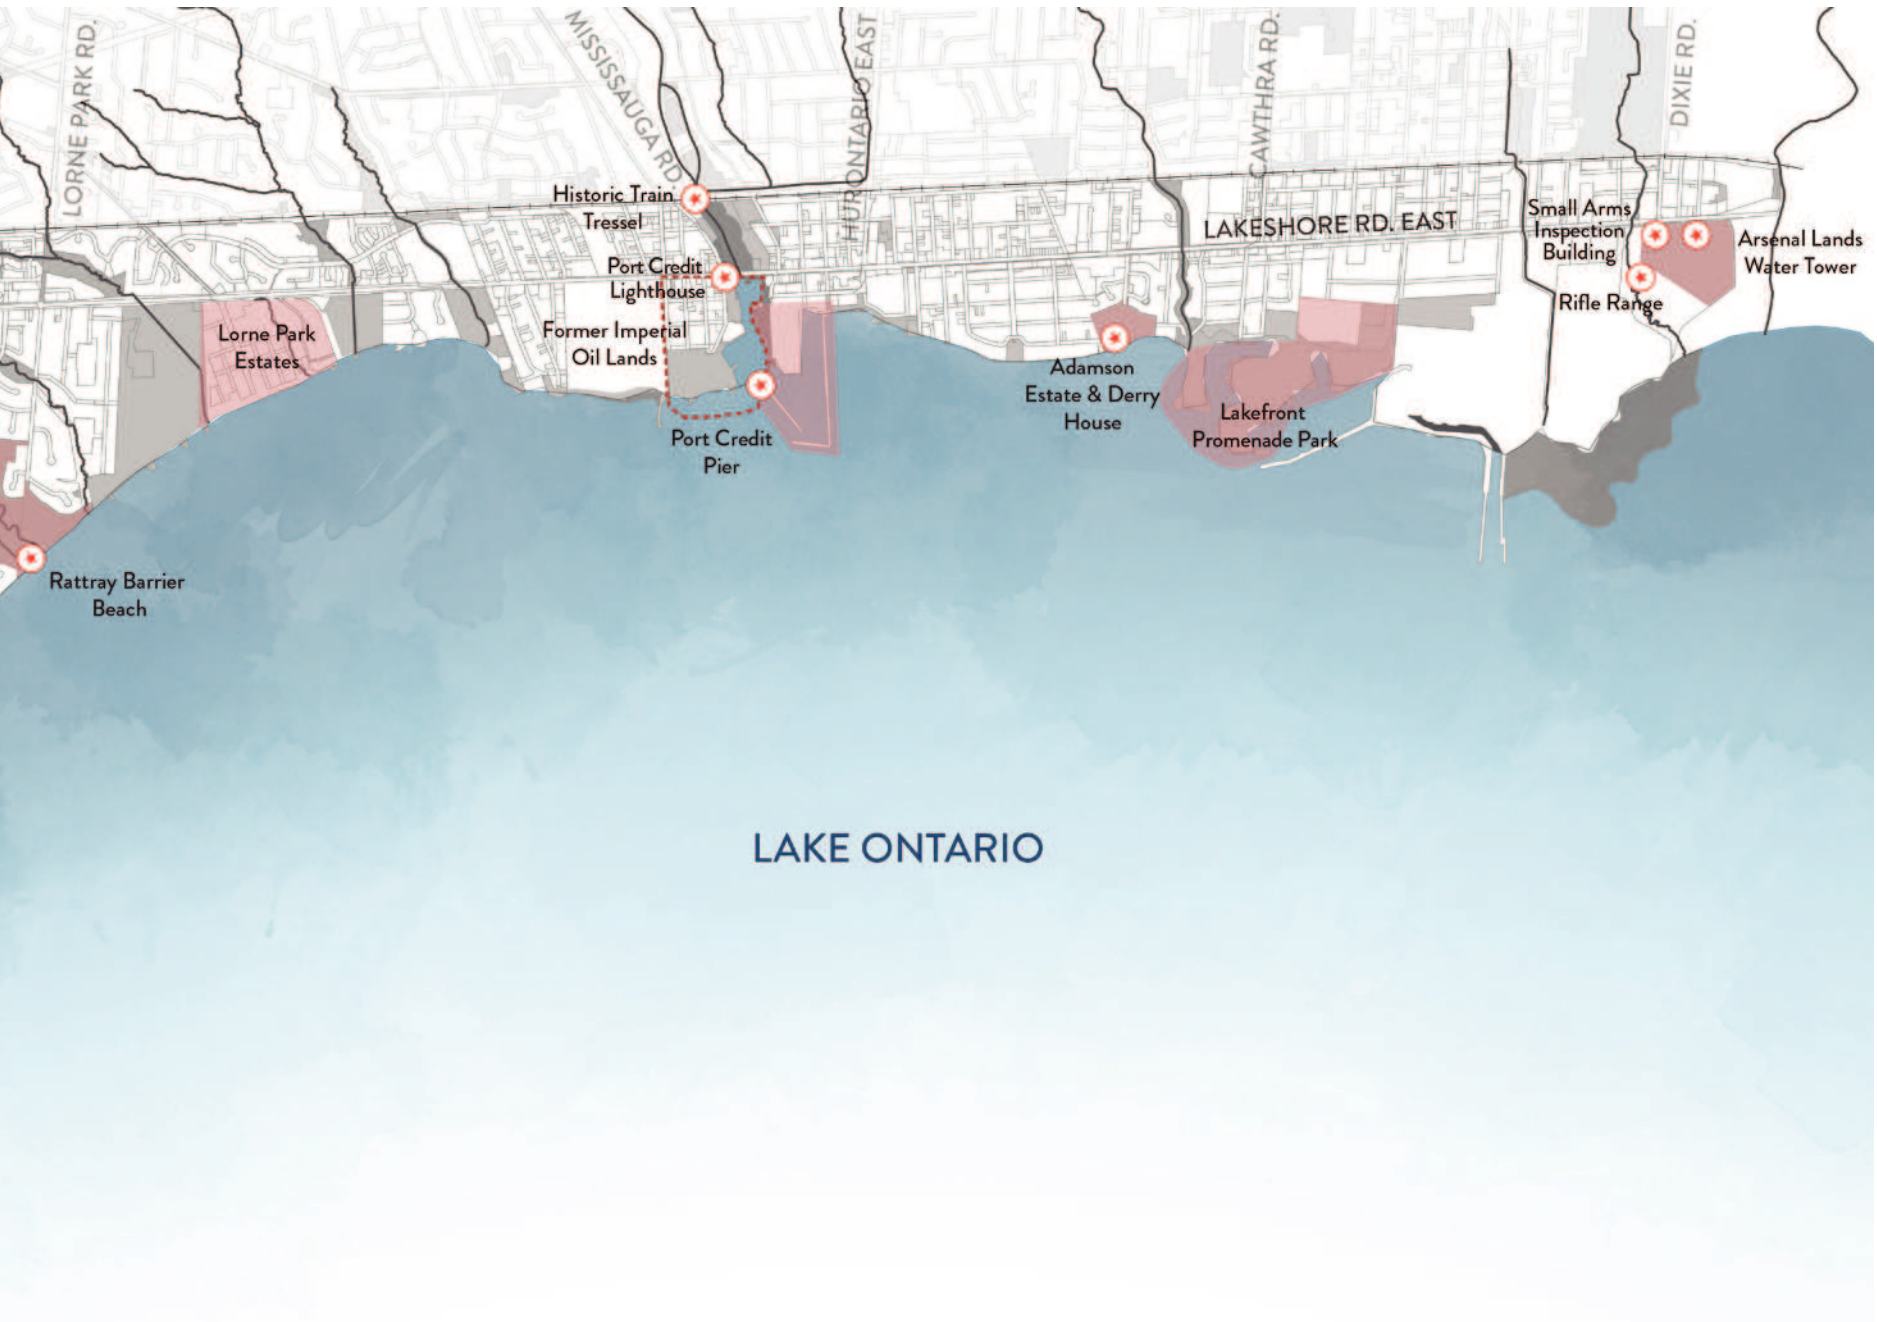 LORNE PARK RD.
MISSISSAUGA RD.
HURONTARIO EAST
CAWTHRA RD.
DIXIE RD.
Historic Train
Tressel
LAKESHORE RD. EAST
Small Arms
Inspection
Building
Arsenal Lands
Water Tower
Port Credit
Lighthouse
Rifle Range
Lorne Park
Estates
Former Imperial
Oil Lands
Adamson
Estate & Derry
House
Lakefront
Promenade Park
Port Credit
Pier
Rattray Barrier
Beach
LAKE ONTARIO